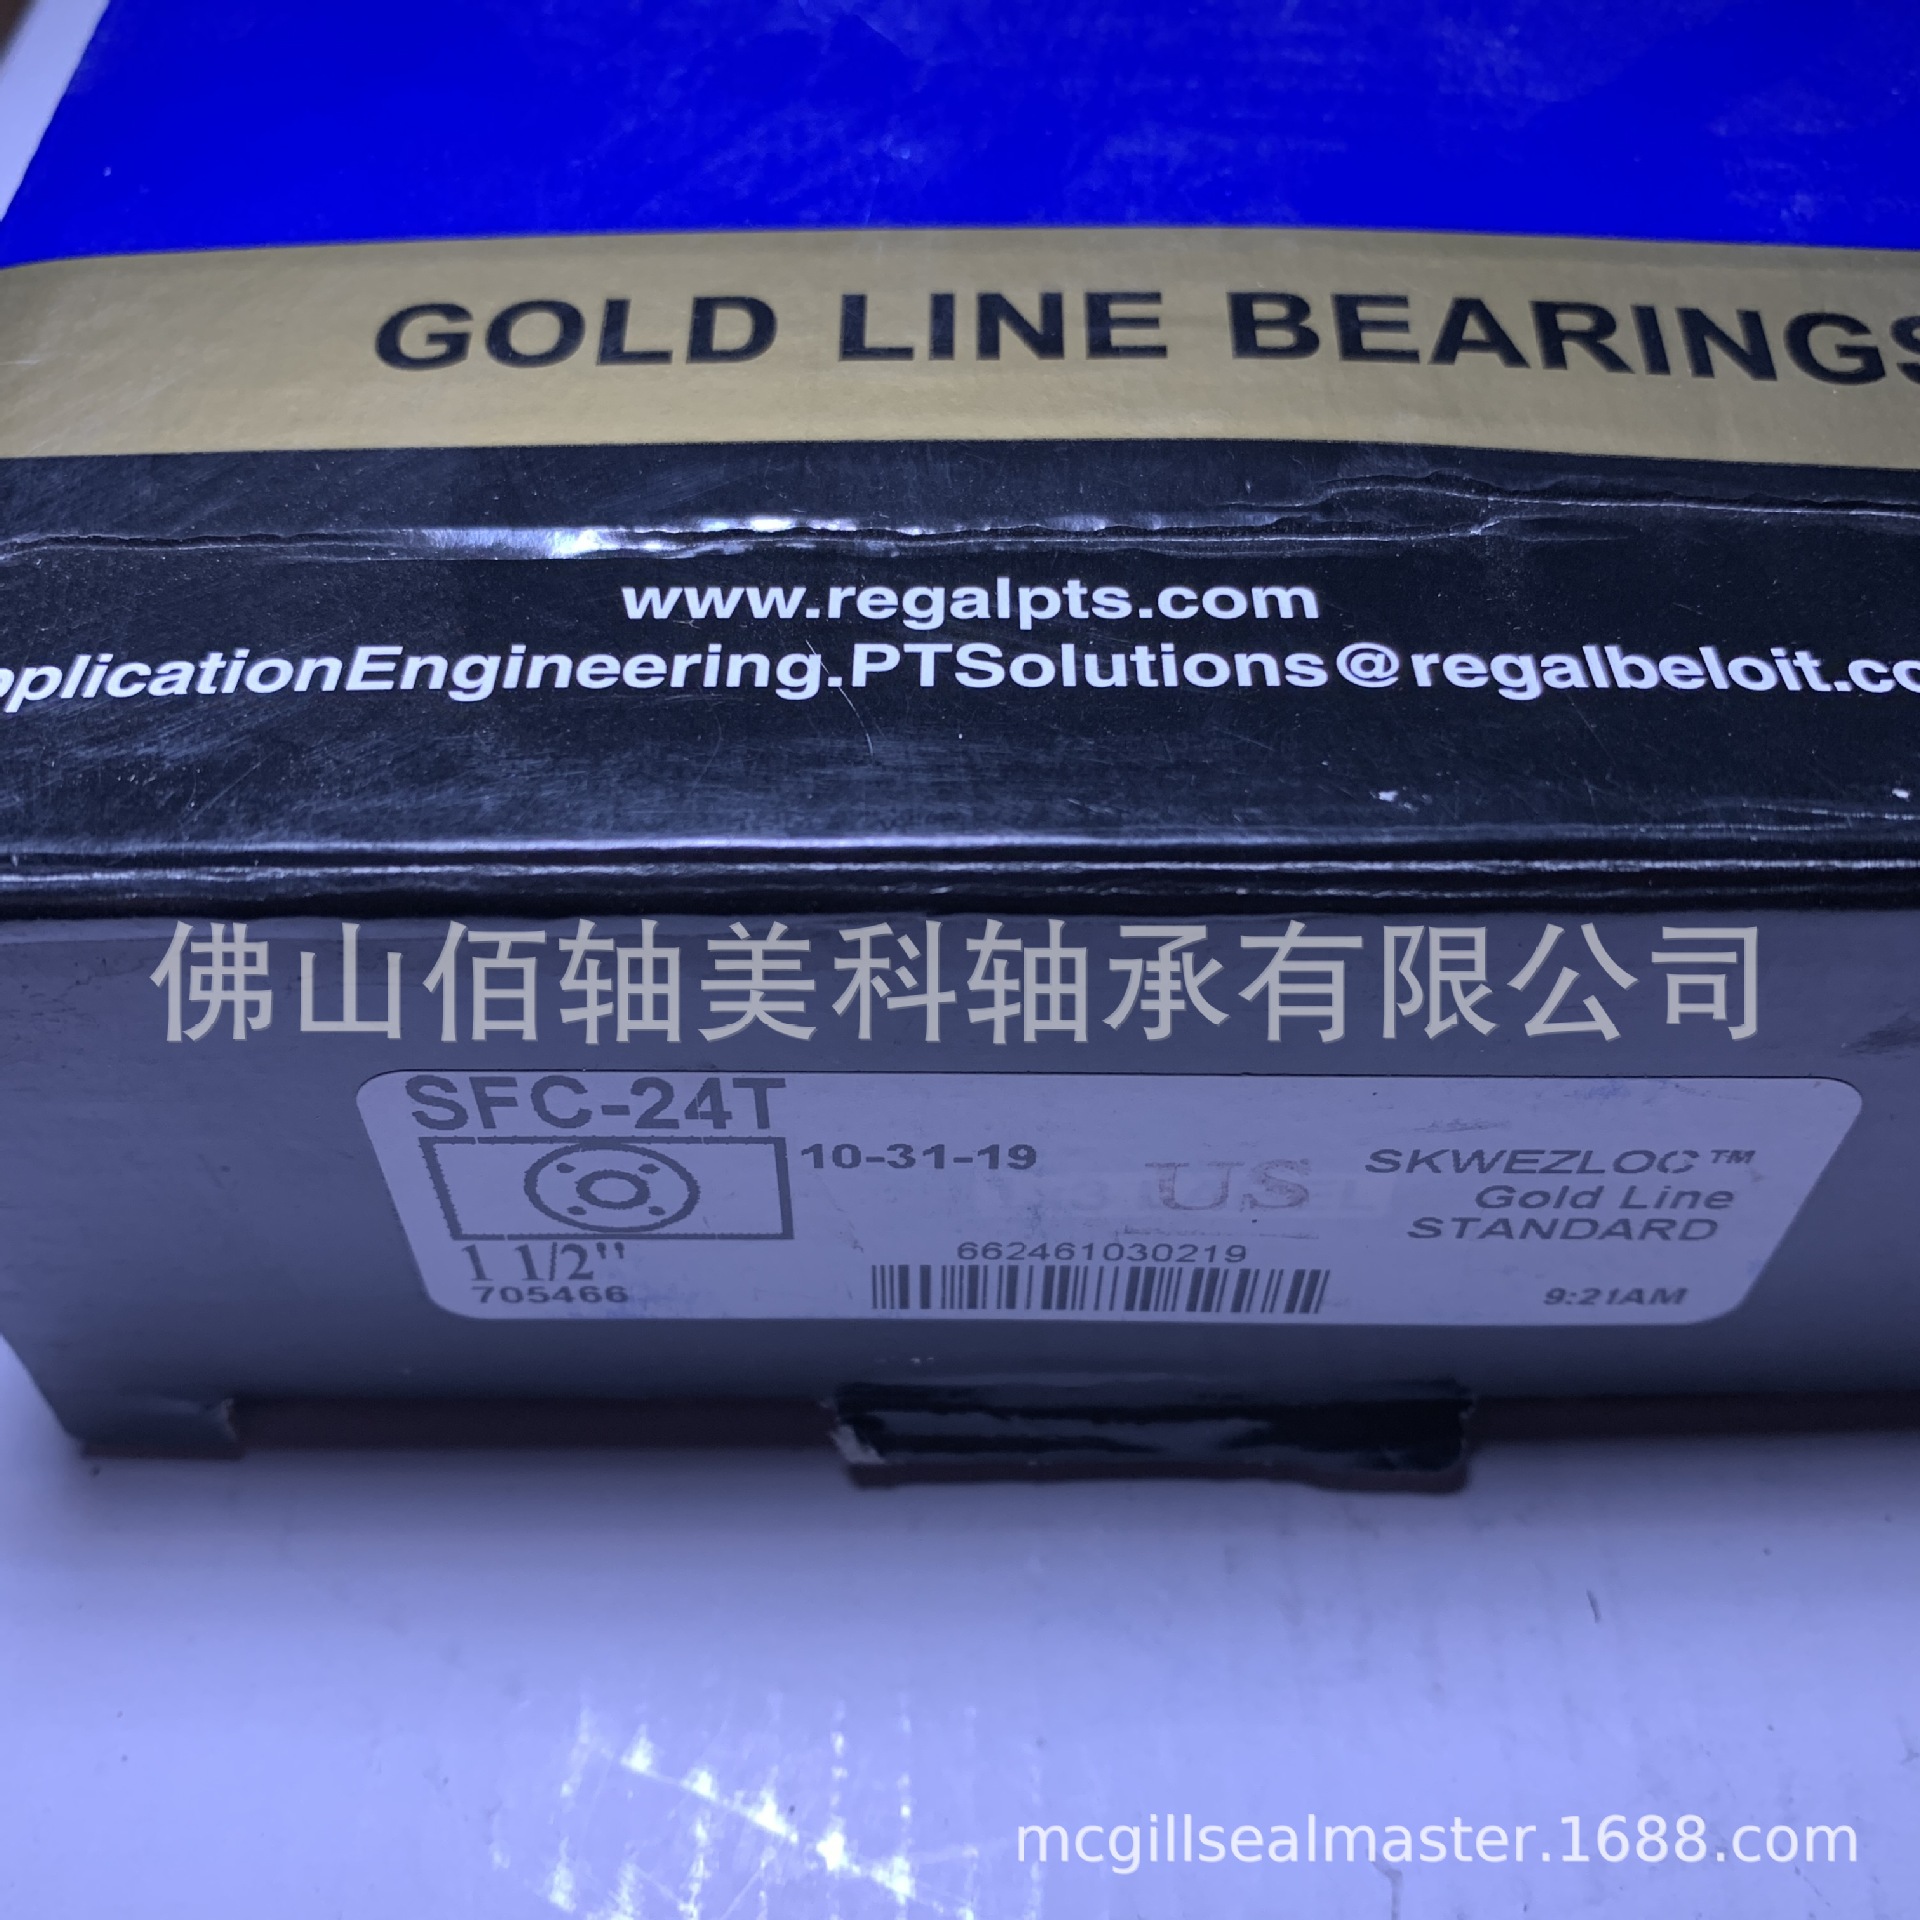 GOLD LINE BEARINGS
www.regalpts.com
pplicationEngineering.PTSolutions@regalbeloit.co
佛山佰轴美科轴承有限公司
SFC-24T
10-31-19
US
SKWEZLOC™
Gold Line
STANDARD
1 1/2"
662461030219
705466
9:21AM
mcgillsealmaster.1688.com